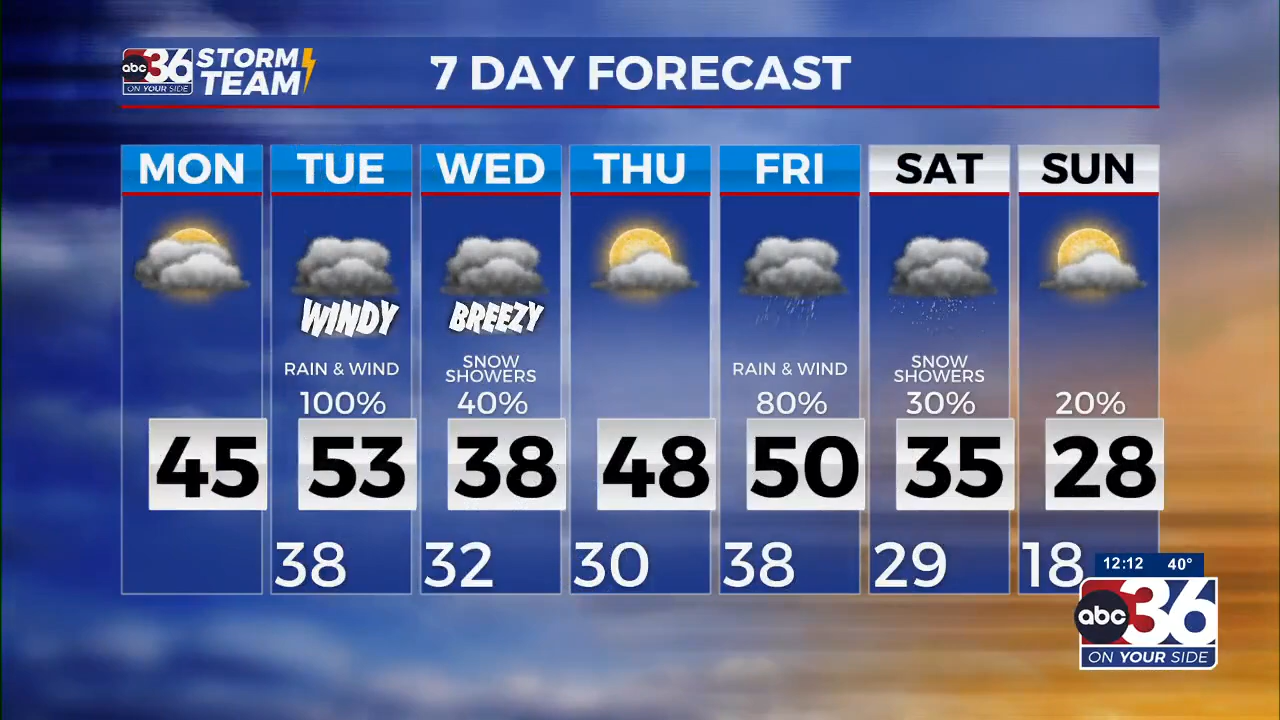 abc 36 STORM TEAM
ON YOUR SIDE
7 DAY FORECAST
MON TUE WED THU FRI SAT SUN
WINDY BREEZY
RAIN & WIND SNOW SHOWERS RAIN & WIND SNOW SHOWERS
100% 40% 80% 30% 20%
45 53 38 48 50 35 28
38 32 30 38 29 18
12:12 40°
abc 36
ON YOUR SIDE